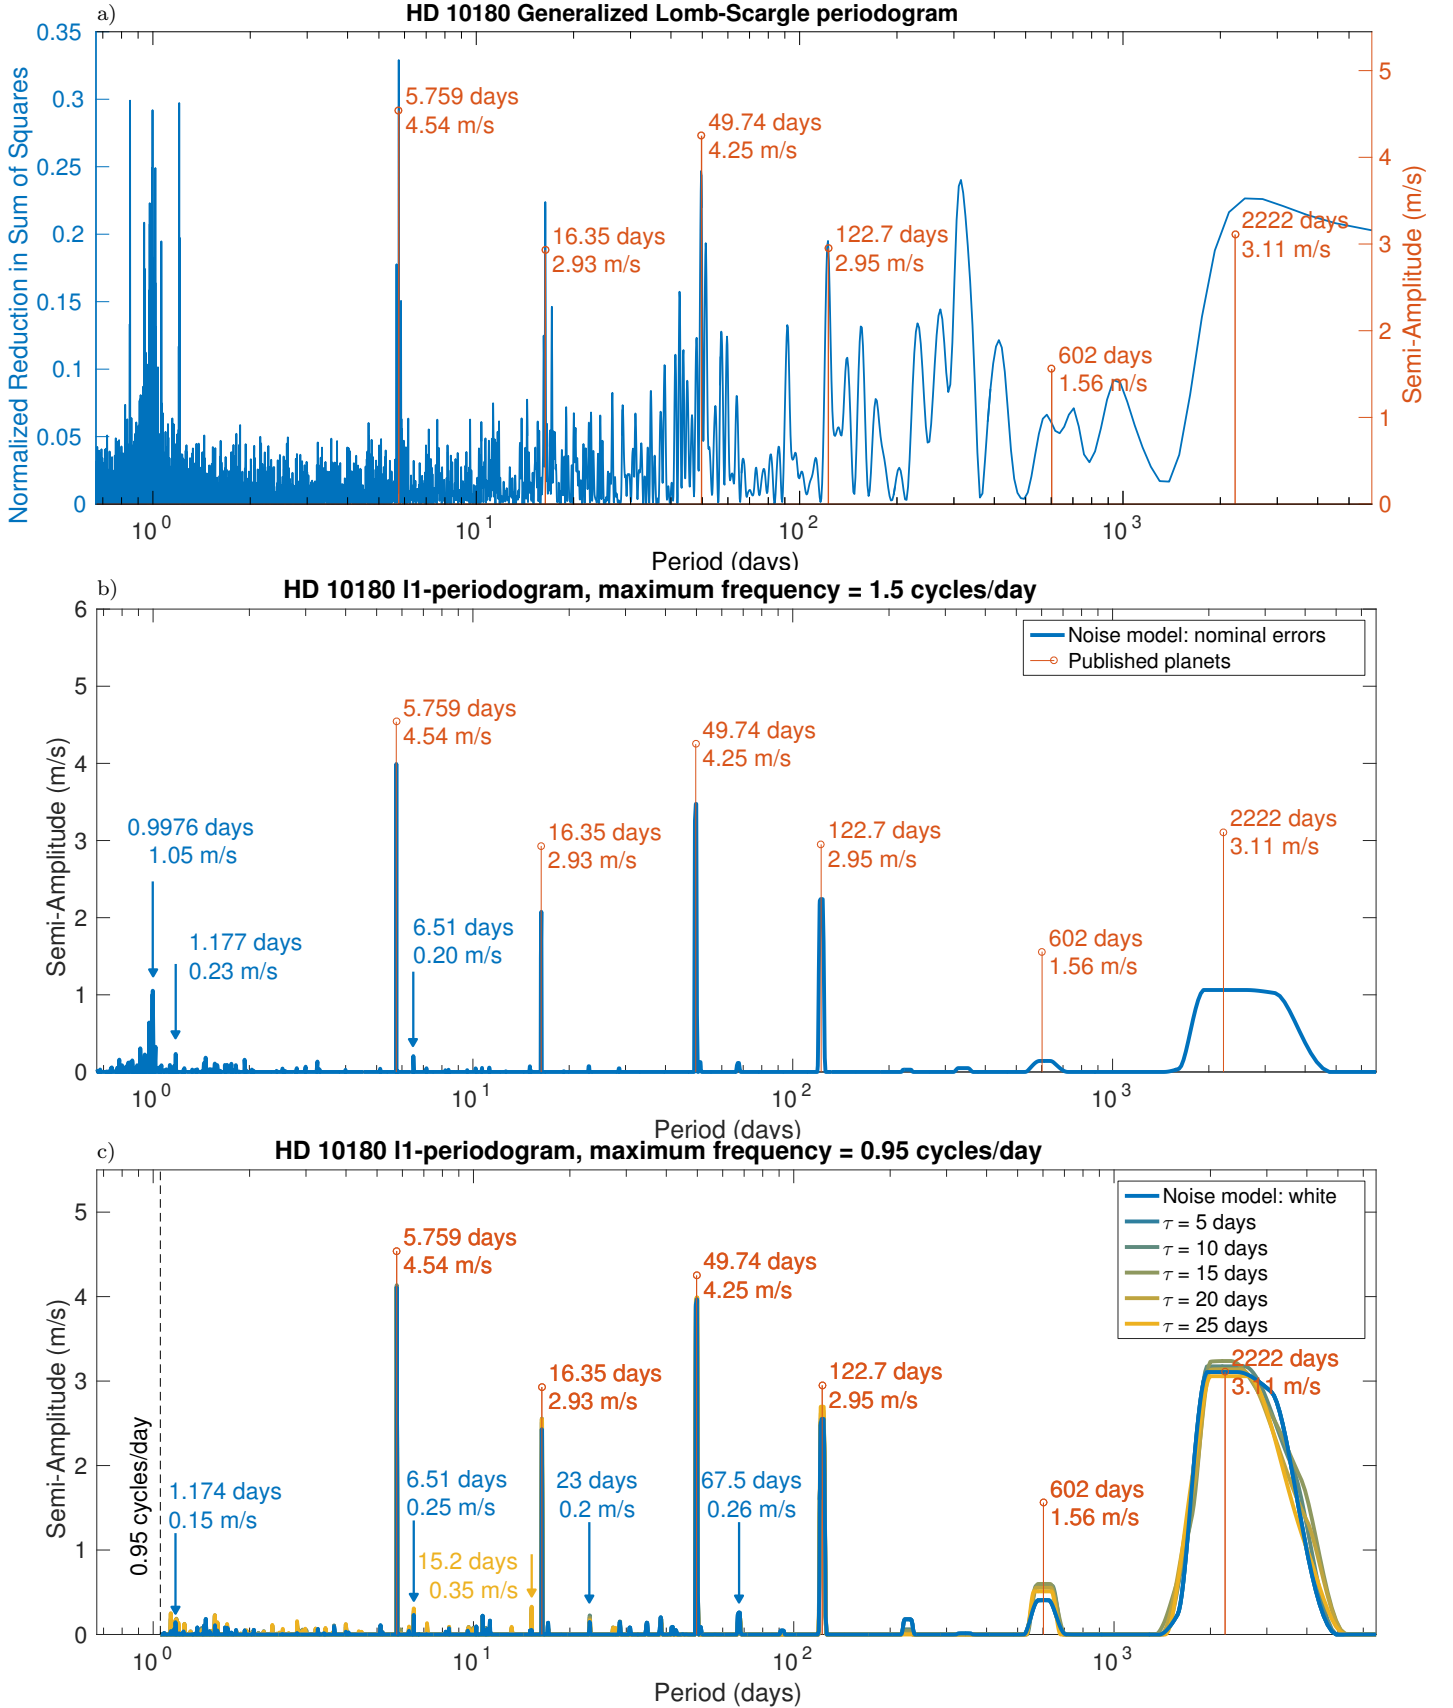 a)
HD 10180 Generalized Lomb-Scargle periodogram
Normalized Reduction in Sum of Squares
Semi-Amplitude (m/s)
0.35
0.3
0.25
0.2
0.15
0.1
0.05
0
5
4
3
2
1
0
5.759 days
4.54 m/s
16.35 days
2.93 m/s
49.74 days
4.25 m/s
122.7 days
2.95 m/s
602 days
1.56 m/s
2222 days
3.11 m/s
10^0
10^1
10^2
10^3
Period (days)
b)
HD 10180 l1-periodogram, maximum frequency = 1.5 cycles/day
Noise model: nominal errors
Published planets
Semi-Amplitude (m/s)
6
5
4
3
2
1
0
0.9976 days
1.05 m/s
1.177 days
0.23 m/s
5.759 days
4.54 m/s
6.51 days
0.20 m/s
16.35 days
2.93 m/s
49.74 days
4.25 m/s
122.7 days
2.95 m/s
602 days
1.56 m/s
2222 days
3.11 m/s
10^0
10^1
10^2
10^3
Period (days)
c)
HD 10180 l1-periodogram, maximum frequency = 0.95 cycles/day
Noise model: white
τ = 5 days
τ = 10 days
τ = 15 days
τ = 20 days
τ = 25 days
Semi-Amplitude (m/s)
5
4
3
2
1
0
0.95 cycles/day
1.174 days
0.15 m/s
5.759 days
4.54 m/s
6.51 days
0.25 m/s
15.2 days
0.35 m/s
16.35 days
2.93 m/s
23 days
0.2 m/s
49.74 days
4.25 m/s
67.5 days
0.26 m/s
122.7 days
2.95 m/s
602 days
1.56 m/s
2222 days
3.11 m/s
10^0
10^1
10^2
10^3
Period (days)